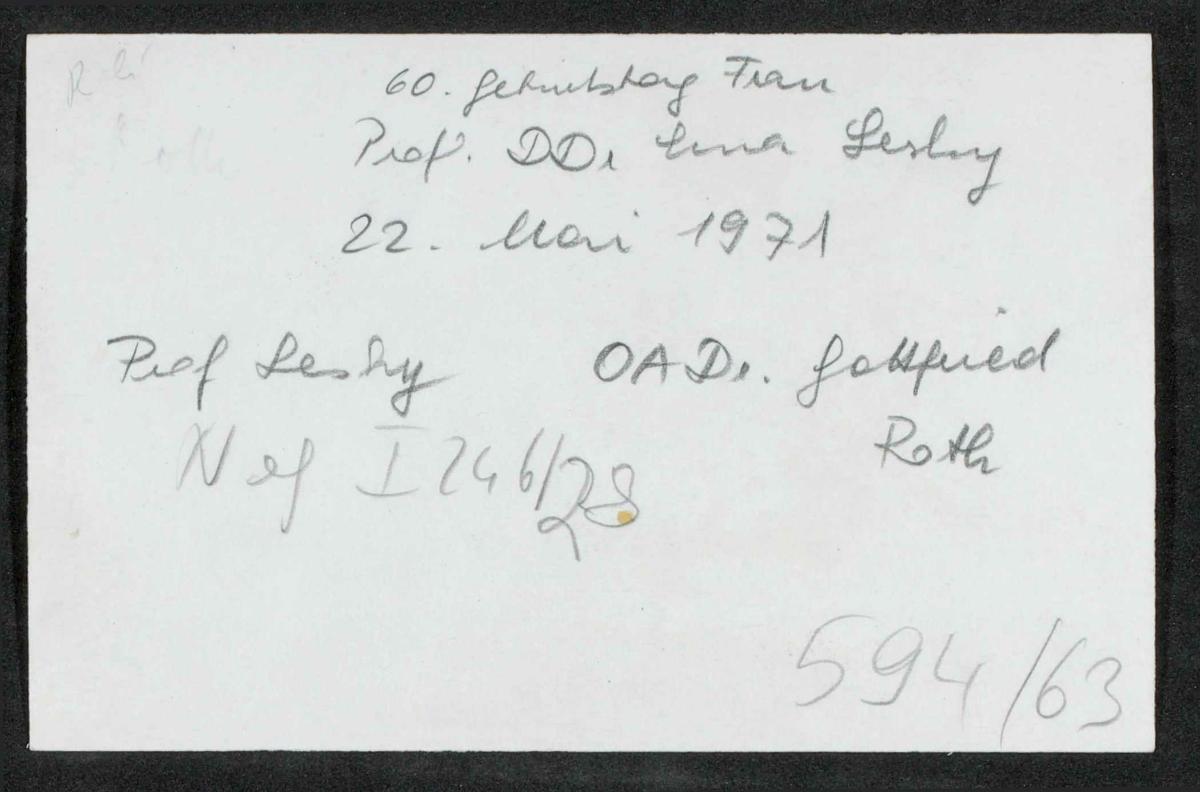 60. Geburtstag Frau
Prof. DDr Erna Lesky
22. Mai 1971
Prof Lesky OA Dr. Gottfried
Roth
Neg I 246/28
594/63